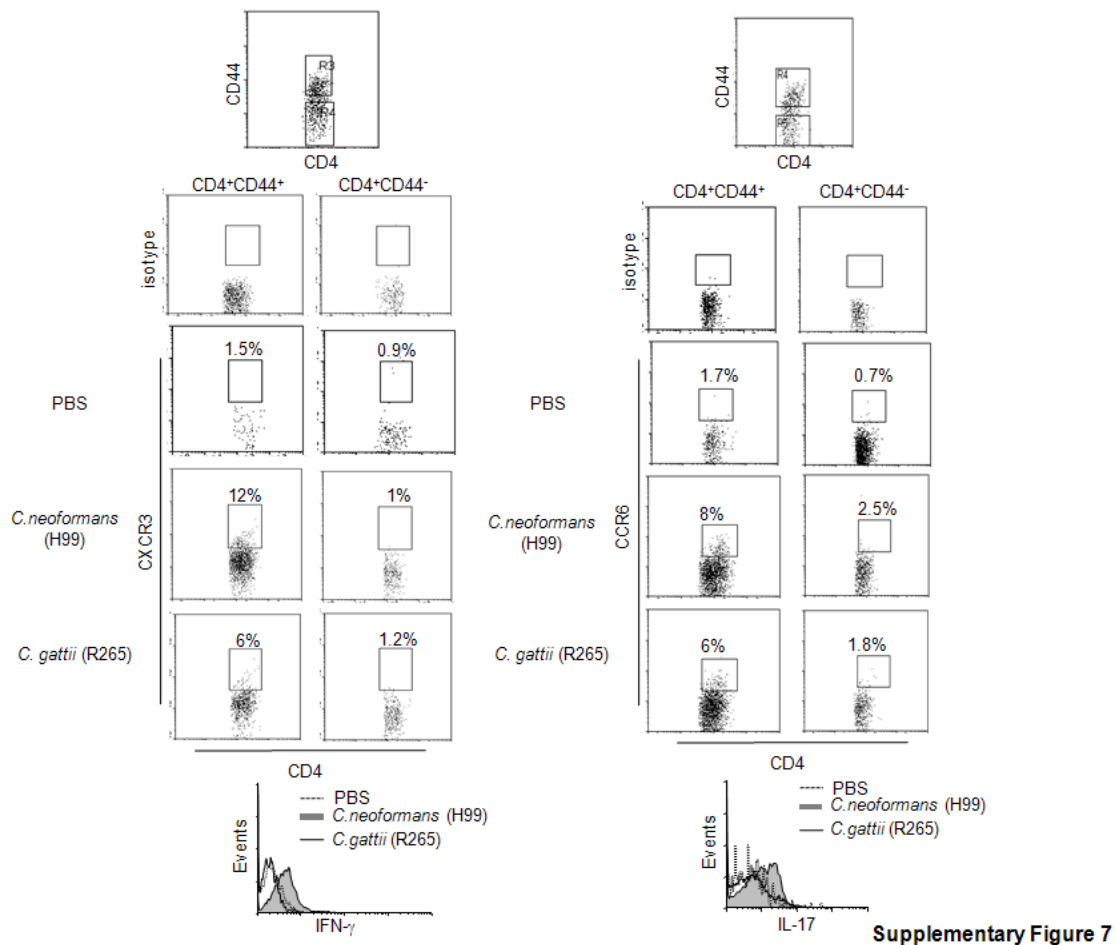 CD44
R3
R4
CD4
CD4+CD44+
CD4+CD44-
isotype
PBS
1.5%
0.9%
C.neoformans
(H99)
12%
1%
CX CR3
C. gattii (R265)
6%
1.2%
CD4
PBS
C.neoformans (H99)
C.gattii (R265)
Events
IFN-γ
CD44
R4
CD4
CD4+CD44+
CD4+CD44-
isotype
PBS
1.7%
0.7%
C.neoformans
(H99)
8%
2.5%
CCR6
C. gattii (R265)
6%
1.8%
CD4
PBS
C.neoformans (H99)
C.gattii (R265)
Events
IL-17
Supplementary Figure 7